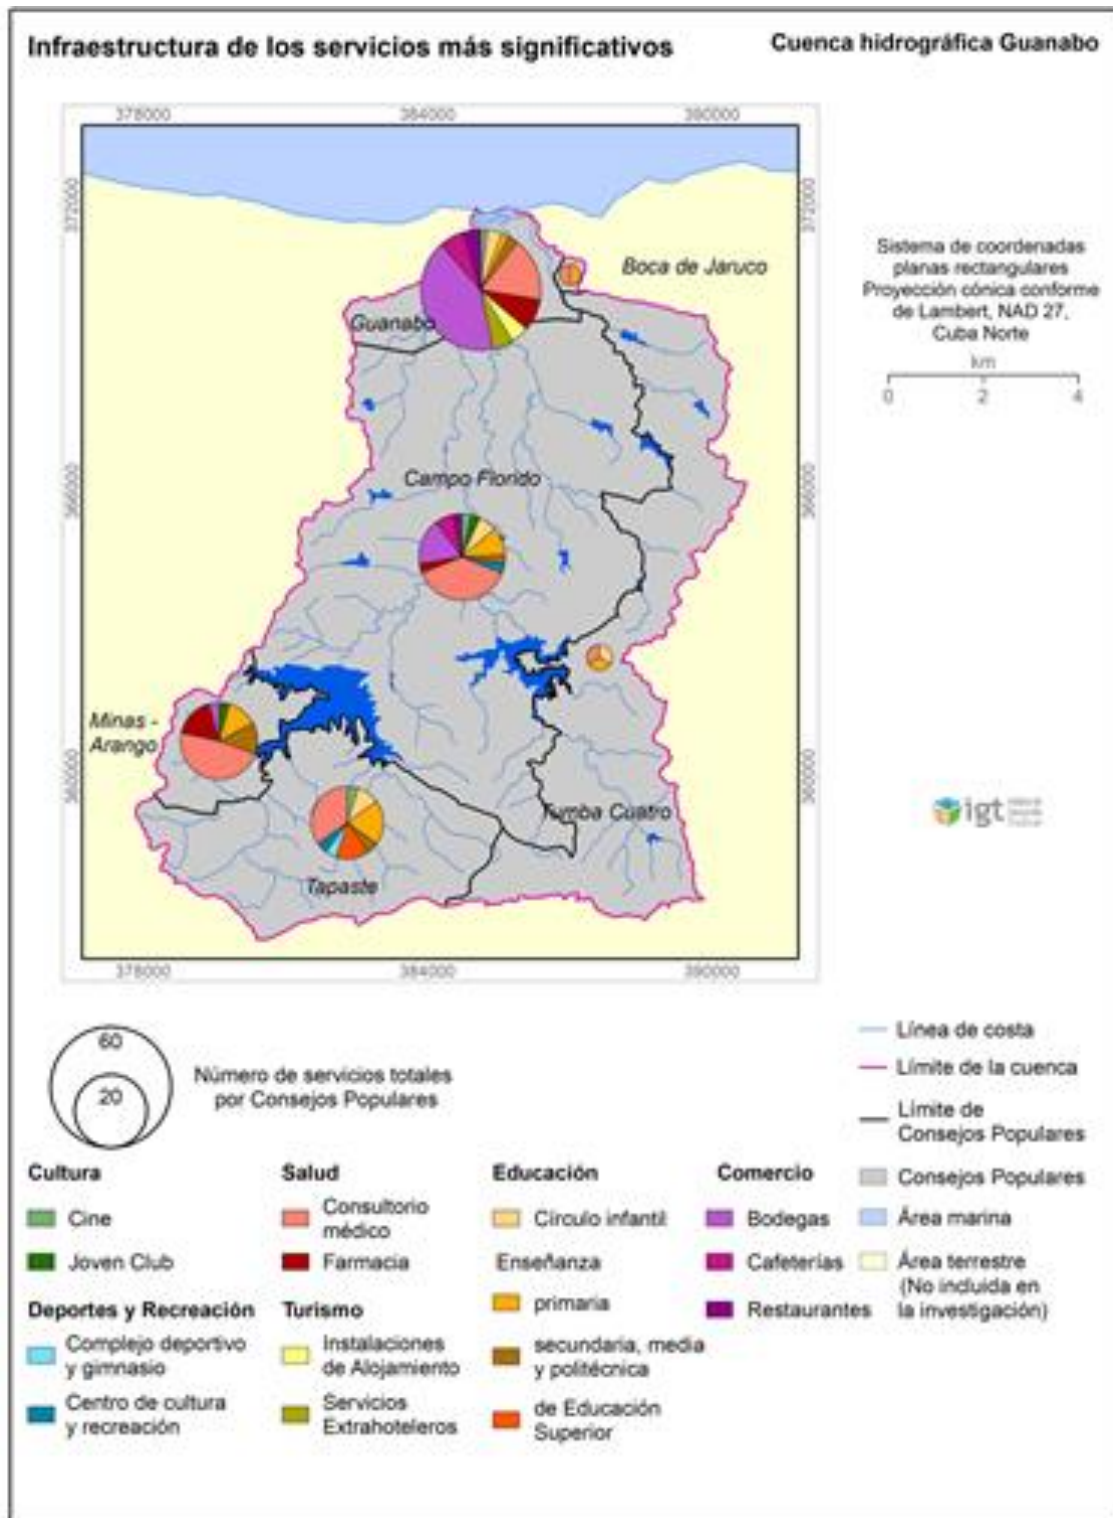 Infraestructura de los servicios más significativos
Cuenca hidrográfica Guanabo
378000
384000
390000
372000
372000
Boca de Jaruco
Guanabo
Sistema de coordenadas
planas rectangulares
Proyección cónica conforme
de Lambert, NAD 27,
Cuba Norte
km
0 2 4
Campo Florido
366000
366000
Minas -
Arango
360000
360000
Tumba Cuatro
Tapaste
igt
378000
384000
390000
60
20
Número de servicios totales
por Consejos Populares
Línea de costa
Límite de la cuenca
Límite de
Consejos Populares
Consejos Populares
Área marina
Área terrestre
(No incluida en
la investigación)
Cultura
Cine
Joven Club
Deportes y Recreación
Complejo deportivo
y gimnasio
Centro de cultura
y recreación
Salud
Consultorio
médico
Farmacia
Turismo
Instalaciones
de Alojamiento
Servicios
Extrahoteleros
Educación
Círculo infantil
Enseñanza
primaria
secundaria, media
y politécnica
de Educación
Superior
Comercio
Bodegas
Cafeterías
Restaurantes